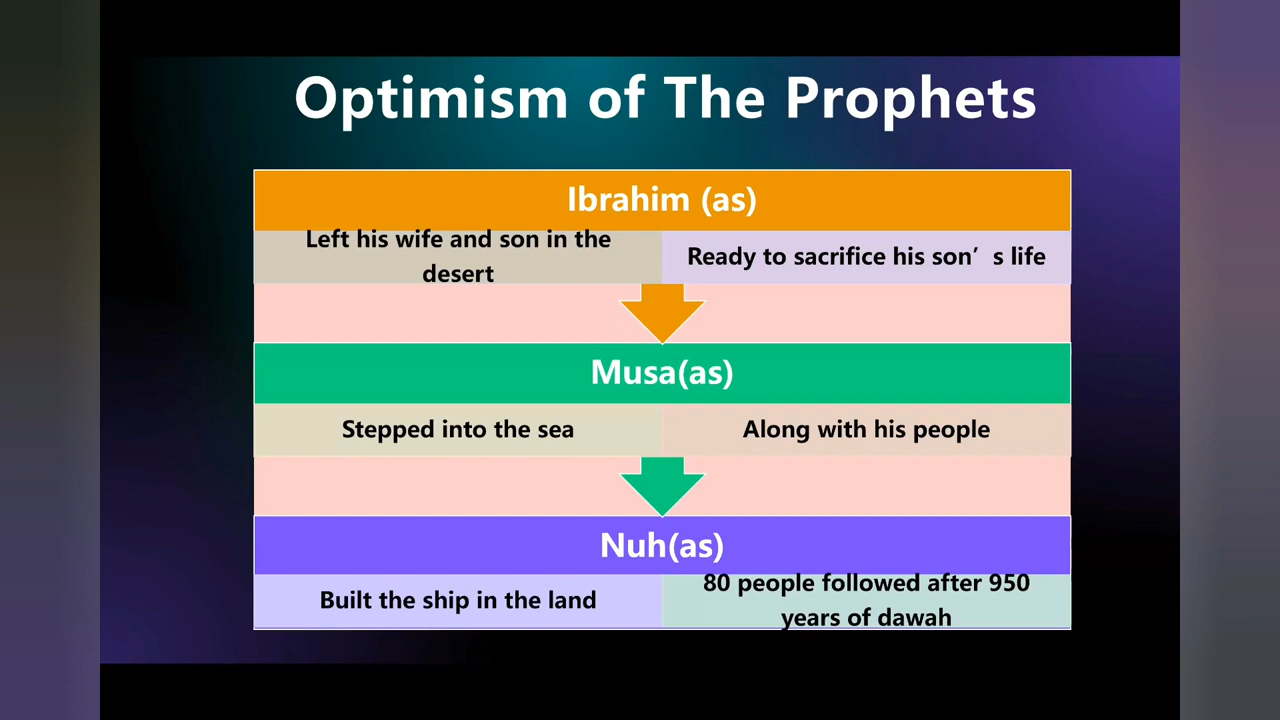 Optimism of The Prophets
Ibrahim (as)
Left his wife and son in the
desert
Ready to sacrifice his son’s life
Musa(as)
Stepped into the sea
Along with his people
Nuh(as)
Built the ship in the land
80 people followed after 950
years of dawah